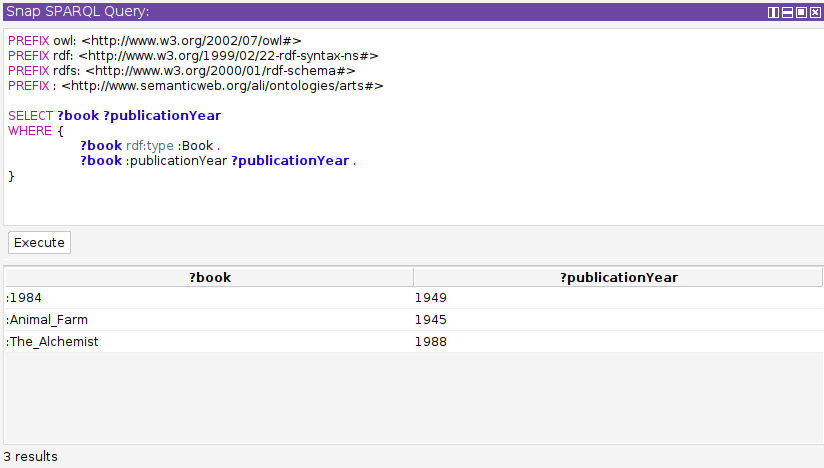 Snap SPARQL Query:
PREFIX owl: <http://www.w3.org/2002/07/owl#>
PREFIX rdf: <http://www.w3.org/1999/02/22-rdf-syntax-ns#>
PREFIX rdfs: <http://www.w3.org/2000/01/rdf-schema#>
PREFIX : <http://www.semanticweb.org/ali/ontologies/arts#>
SELECT ?book ?publicationYear
WHERE {
?book rdf:type :Book .
?book :publicationYear ?publicationYear .
}
Execute
?book ?publicationYear
:1984 1949
:Animal_Farm 1945
:The_Alchemist 1988
3 results